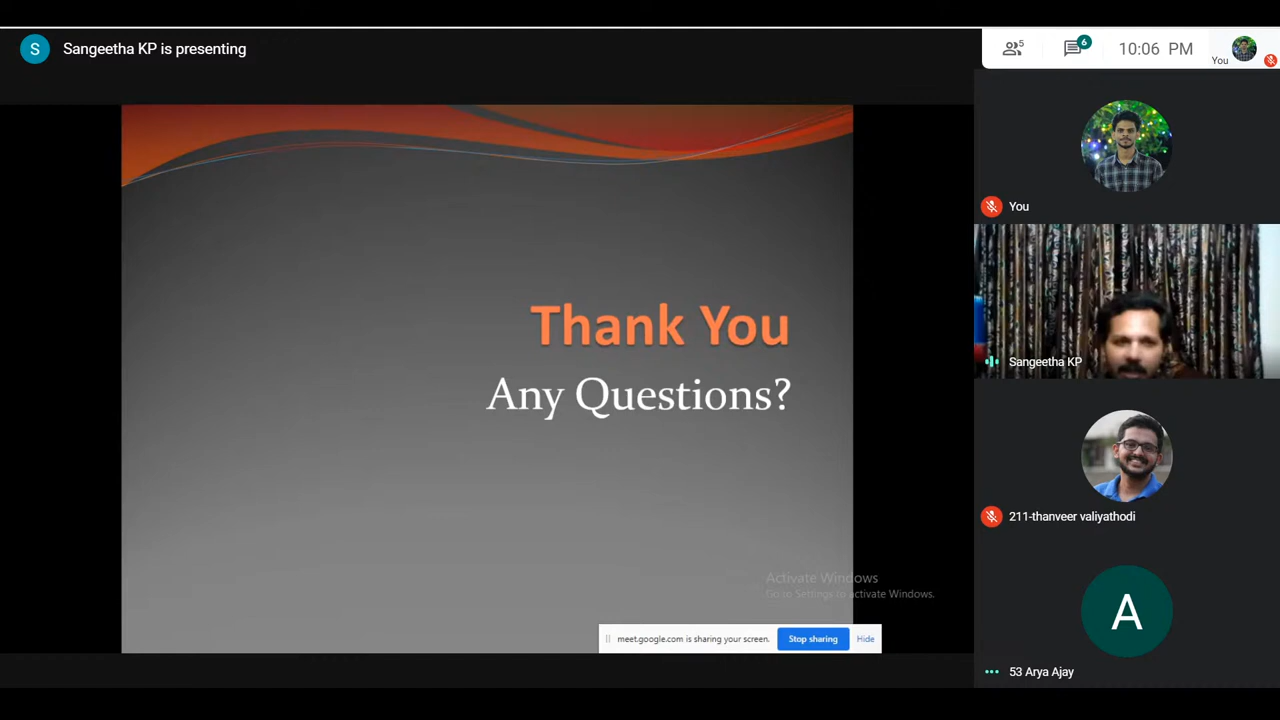 S
Sangeetha KP is presenting
5
6
10:06 PM
You
You
Thank You
Any Questions?
Sangeetha KP
211-thanveer valiyathodi
Activate Windows
Go to Settings to activate Windows.
meet.google.com is sharing your screen.
Stop sharing
Hide
A
53 Arya Ajay